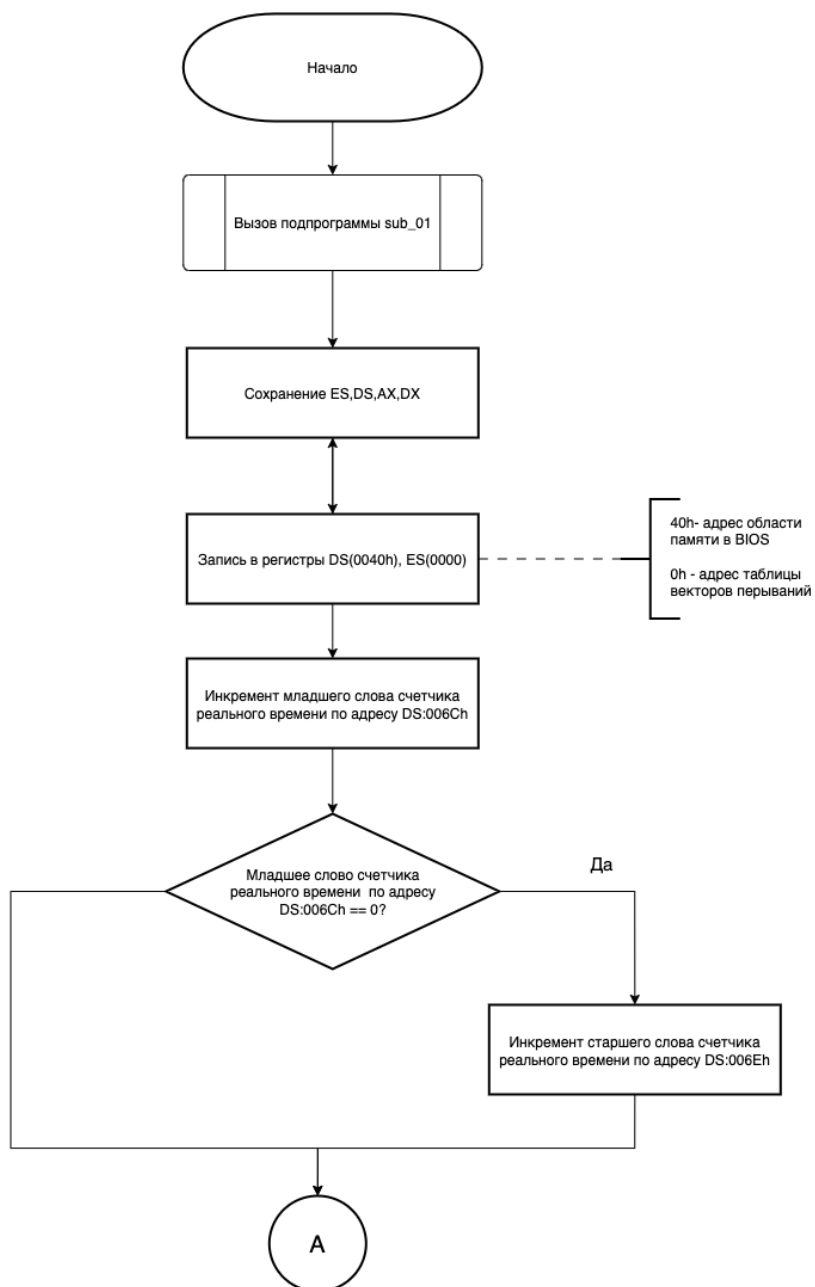 Начало
Вызов подпрограммы sub_01
Сохранение ES,DS,AX,DX
Запись в регистры DS(0040h), ES(0000)
40h- адрес области
памяти в BIOS
0h - адрес таблицы
векторов перываний
Инкремент младшего слова счетчика
реального времени по адресу DS:006Ch
Младшее слово счетчика
реального времени по адресу
DS:006Ch == 0?
Да
Инкремент старшего слова счетчика
реального времени по адресу DS:006Eh
А